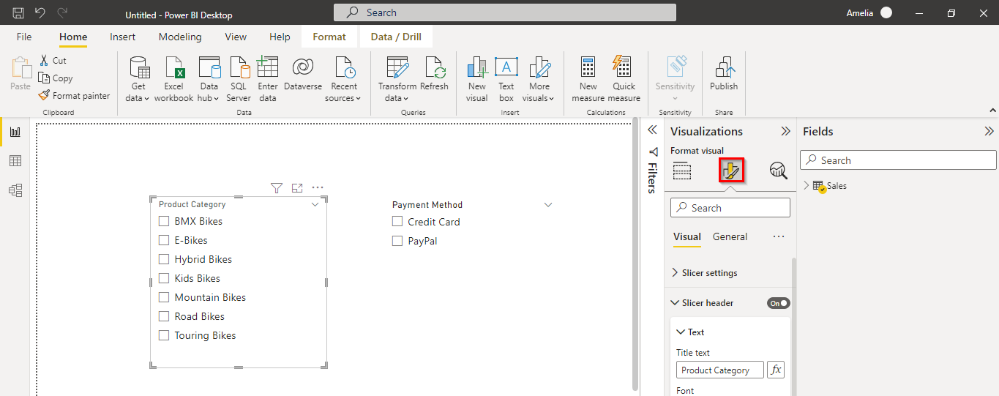 Untitled - Power BI Desktop
Search
Amelia
File Home Insert Modeling View Help Format Data / Drill
Paste
Cut
Copy
Format painter
Clipboard
Get data
Excel workbook
Data hub
SQL Server
Enter data
Dataverse
Recent sources
Data
Transform data
Refresh
Queries
New visual
Text box
More visuals
Insert
New measure
Quick measure
Calculations
Sensitivity
Sensitivity
Publish
Share
Product Category
BMX Bikes
E-Bikes
Hybrid Bikes
Kids Bikes
Mountain Bikes
Road Bikes
Touring Bikes
Payment Method
Credit Card
PayPal
Filters
Visualizations
Format visual
Search
Visual General
Slicer settings
Slicer header On
Text
Title text
Product Category fx
Font
Fields
Search
Sales